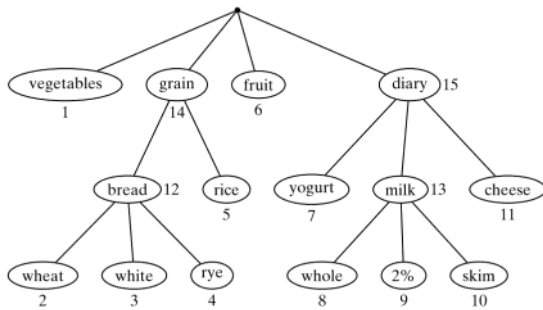 vegetables grain fruit diary 15
1 14 6
bread 12 rice yogurt milk 13 cheese
5 7 11
wheat white rye whole 2% skim
2 3 4 8 9 10